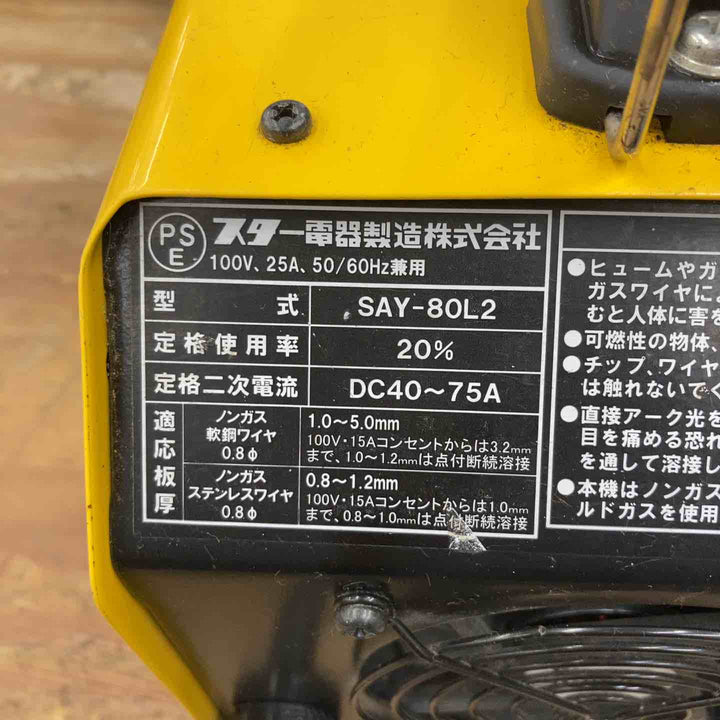 PS
E
スター電器製造株式会社
100V、25A、50/60Hz兼用
型式 SAY-80L2
定格使用率 20%
定格二次電流 DC40～75A
適応板厚
ノンガス
軟鋼ワイヤ
0.8φ
1.0～5.0mm
100V・15Aコンセントからは3.2mm
まで、1.0～1.2mmは点付断続溶接
ノンガス
ステンレスワイヤ
0.8φ
0.8～1.2mm
100V・15Aコンセントからは1.0mm
まで、0.8～1.0mmは点付断続溶接
●ヒュームやガ
ガスワイヤに
むと人体に害を
●可燃性の物体、
●チップ、ワイヤ
は触れないで
●直接アーク光を
目を痛める恐れ
を通して溶接し
●本機はノンガス
ルドガスを使用